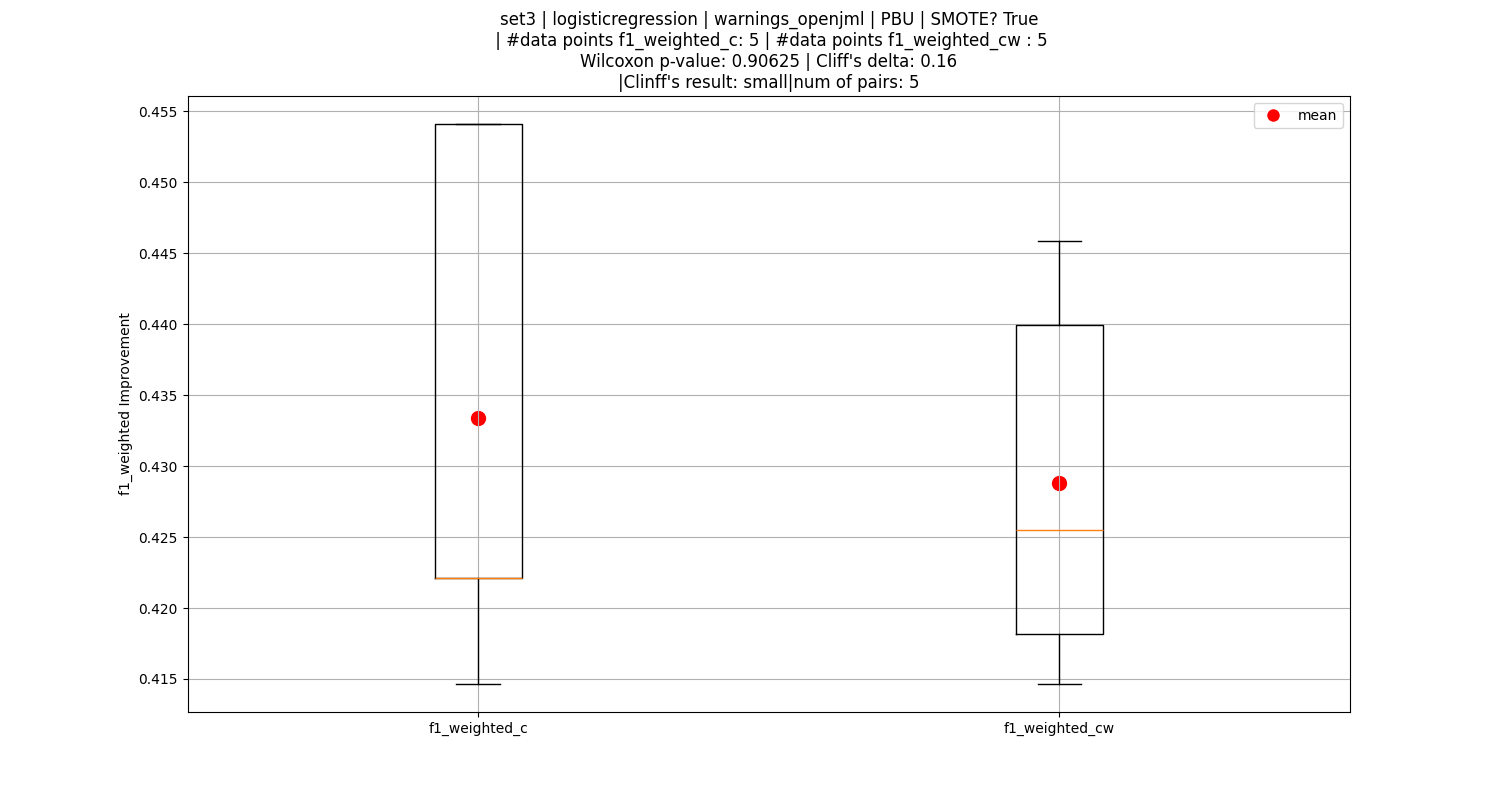 set3 | logisticregression | warnings_openjml | PBU | SMOTE? True
| #data points f1_weighted_c: 5 | #data points f1_weighted_cw : 5
Wilcoxon p-value: 0.90625 | Cliff's delta: 0.16
|Clinff's result: small|num of pairs: 5
mean
0.455
0.450
0.445
0.440
0.435
0.430
0.425
0.420
0.415
f1_weighted Improvement
f1_weighted_c
f1_weighted_cw